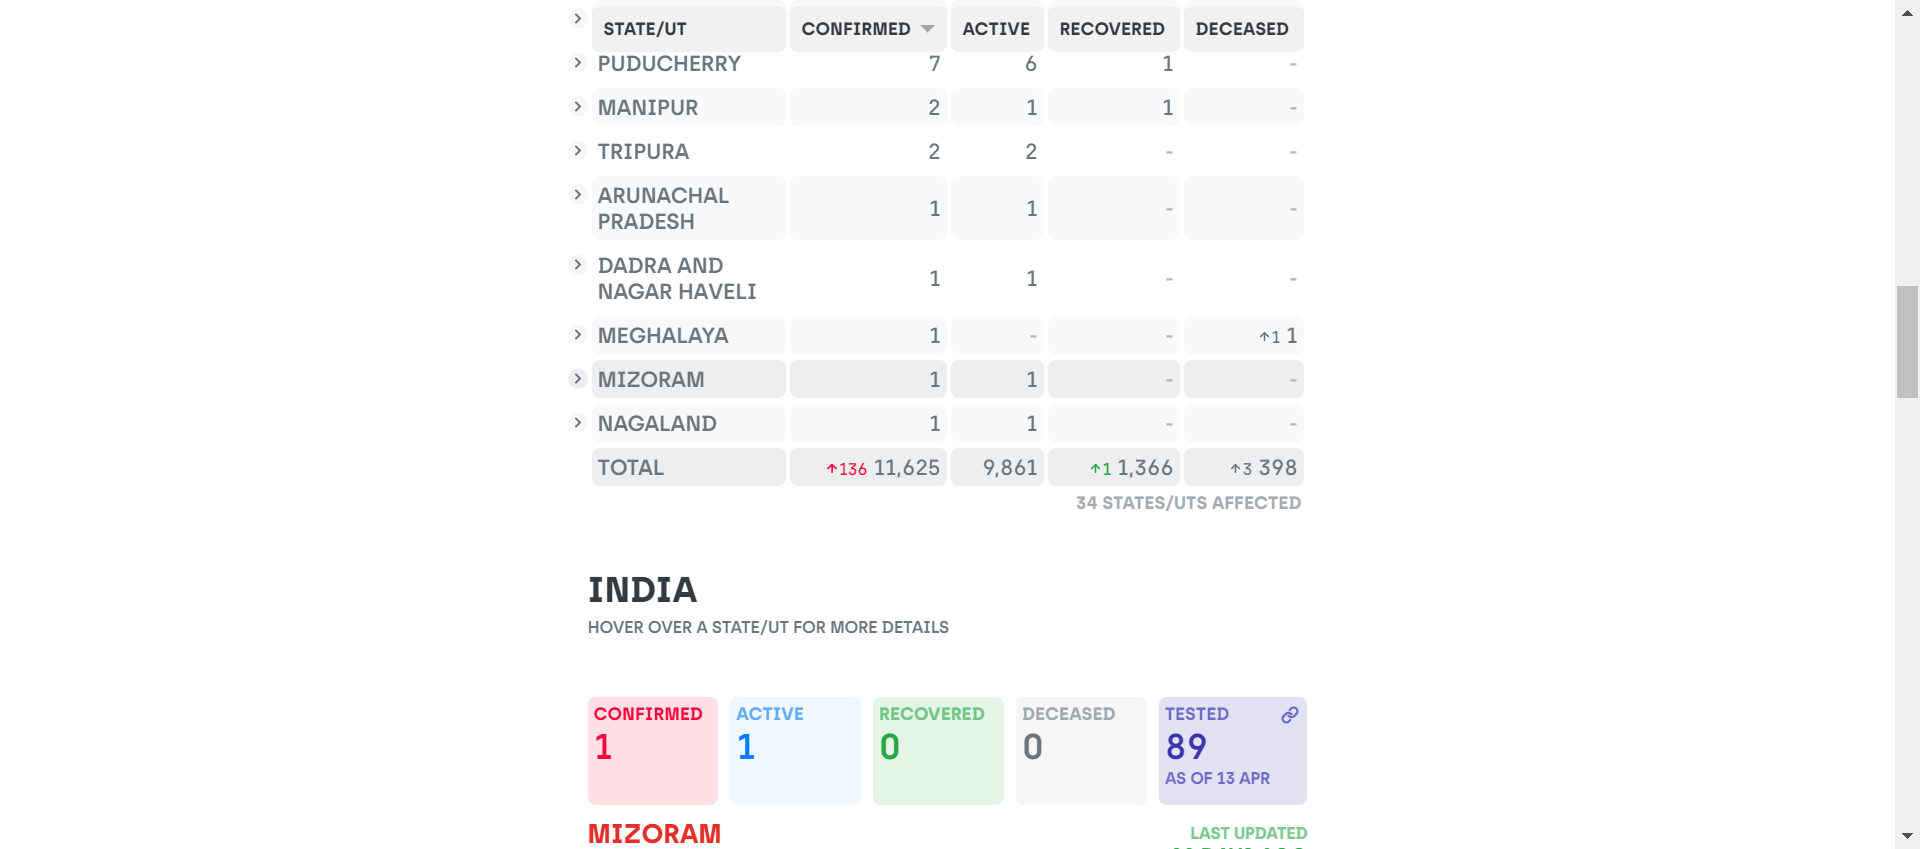 STATE/UT CONFIRMED ACTIVE RECOVERED DECEASED
PUDUCHERRY 7 6 1 -
MANIPUR 2 1 1 -
TRIPURA 2 2 - -
ARUNACHAL
PRADESH 1 1 - -
DADRA AND
NAGAR HAVELI 1 1 - -
MEGHALAYA 1 - - ↑1 1
MIZORAM 1 1 - -
NAGALAND 1 1 - -
TOTAL ↑136 11,625 9,861 ↑1 1,366 ↑3 398
34 STATES/UTS AFFECTED
INDIA
HOVER OVER A STATE/UT FOR MORE DETAILS
CONFIRMED ACTIVE RECOVERED DECEASED TESTED
1 1 0 0 89
AS OF 13 APR
MIZORAM LAST UPDATED